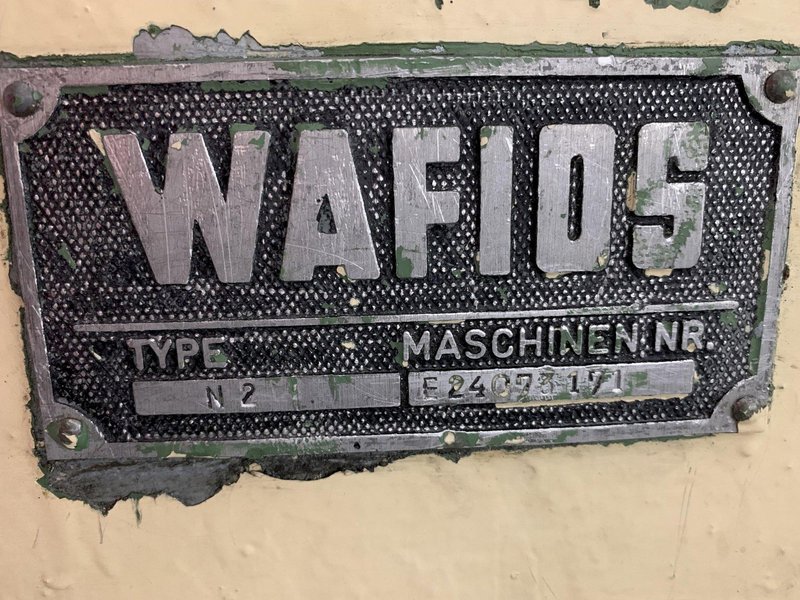 WAFIOS
TYPE MASCHINEN NR.
N 2 E24073171